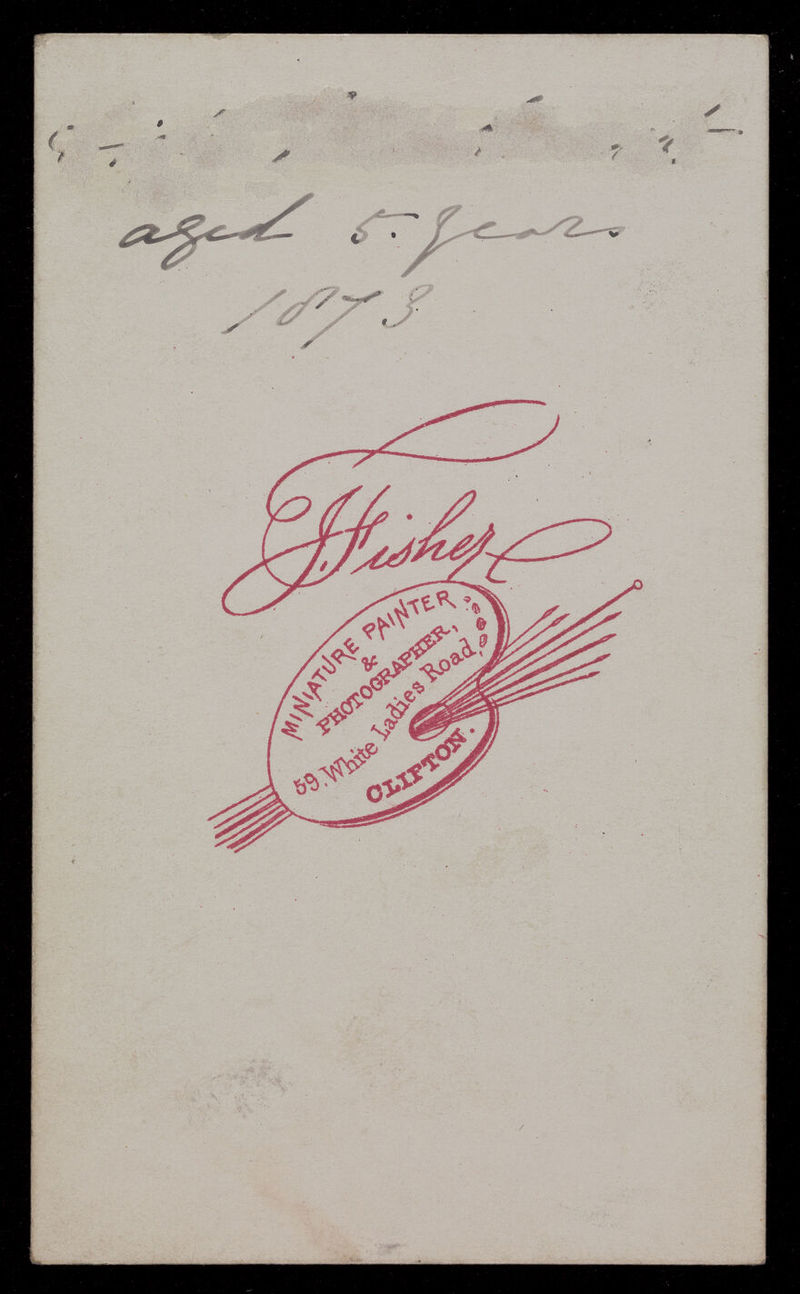 aged 5. years
1873
J. Fisher
MINIATURE PAINTER
&
PHOTOGRAPHER,
59. White Ladies Road,
CLIFTON.